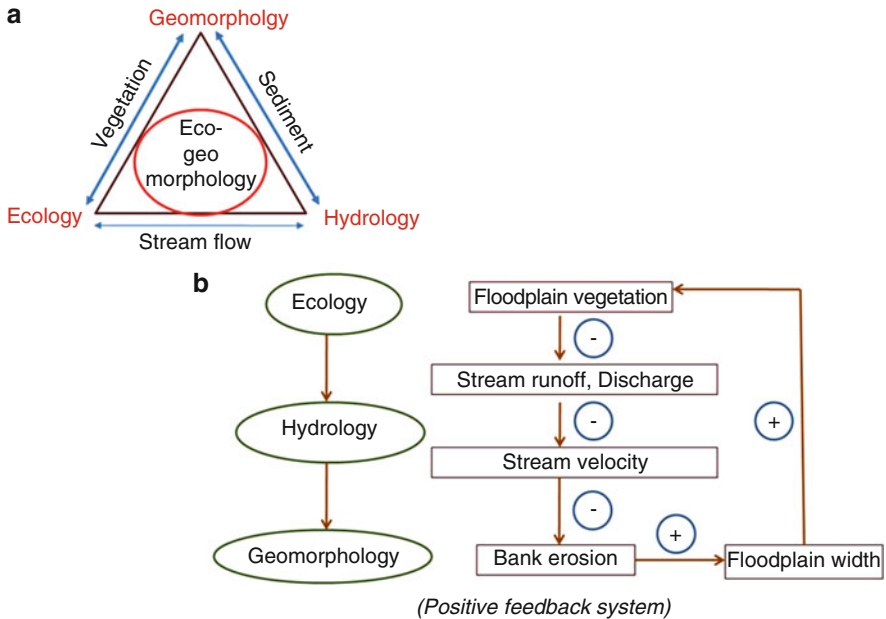 a
Geomorpholgy
Vegetation
Sediment
Eco-
geo
morphology
Ecology
Hydrology
Stream flow
b
Ecology
Floodplain vegetation
-
Stream runoff, Discharge
Hydrology
-
+
Stream velocity
-
+
Geomorphology
Bank erosion
Floodplain width
(Positive feedback system)